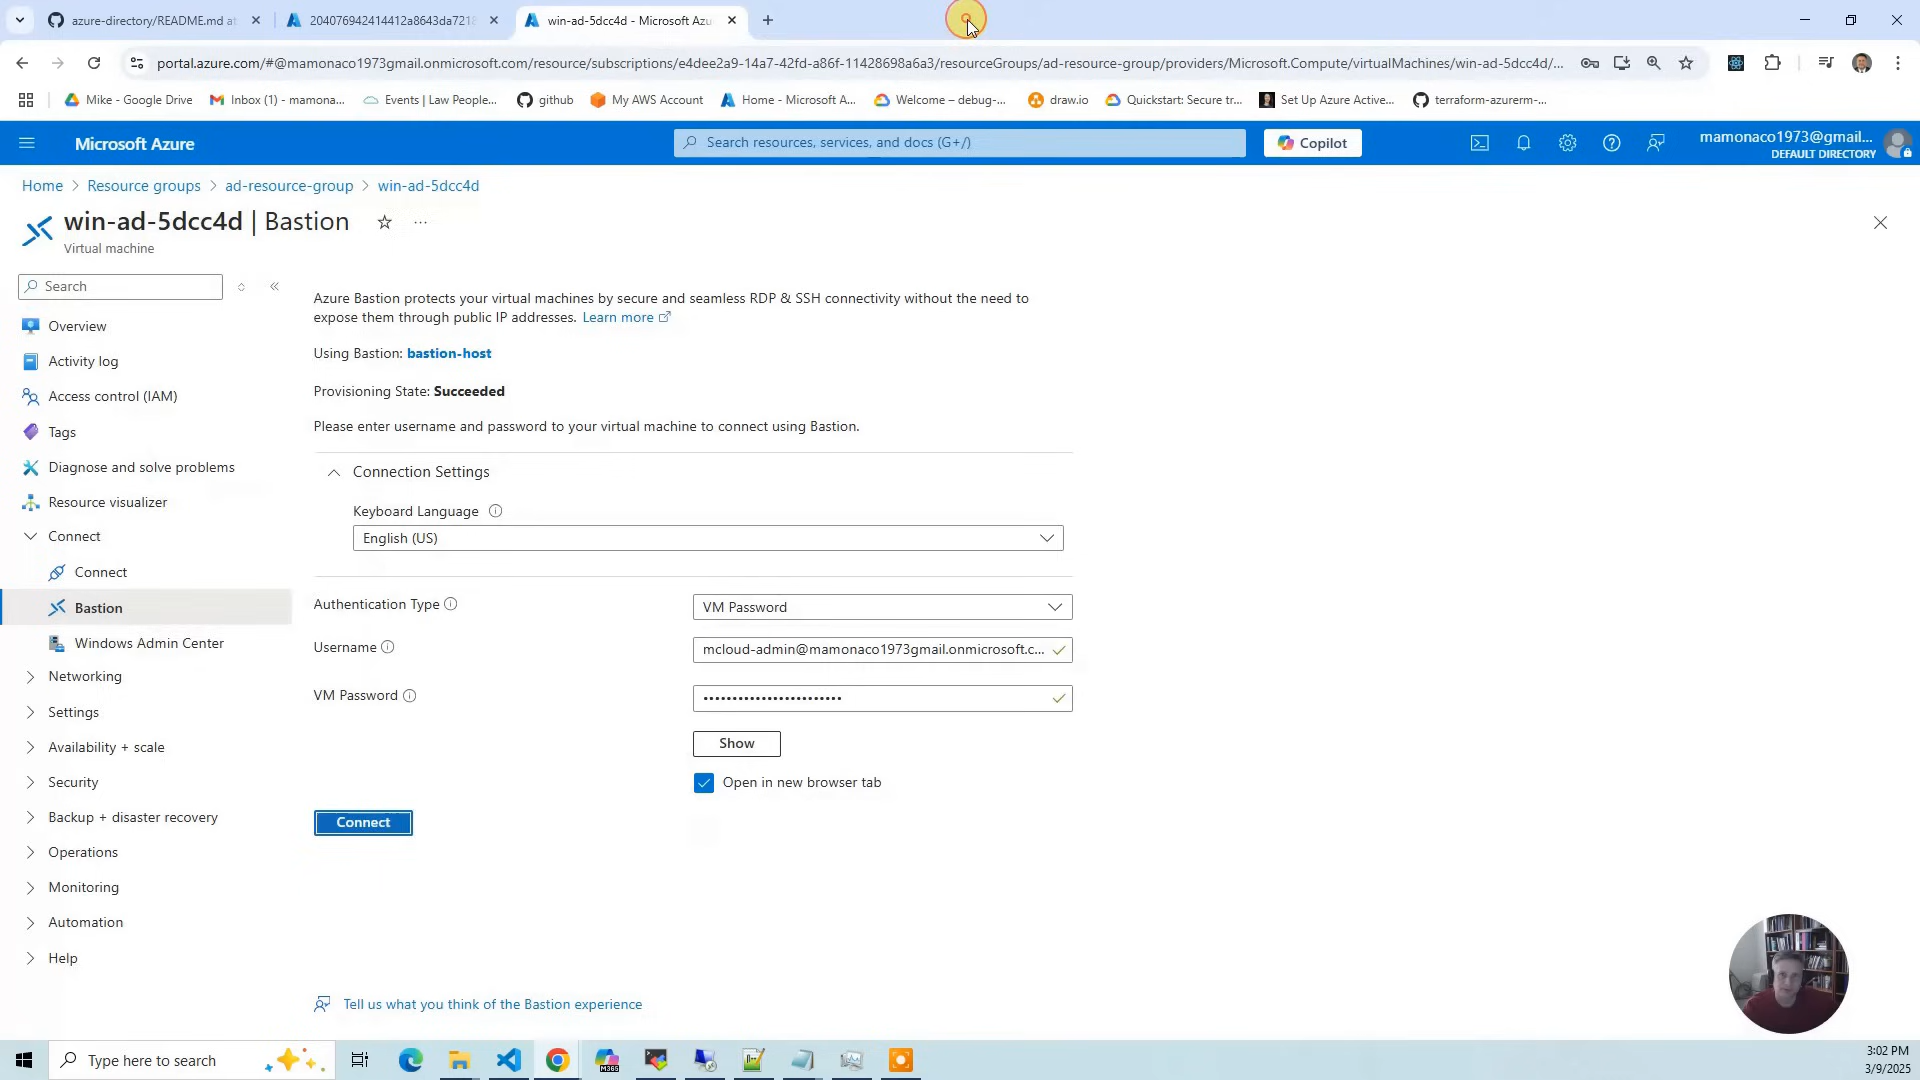 azure-directory/README.md at
204076942414412a8643da7218
win-ad-5dcc4d - Microsoft Azu
portal.azure.com/#@mamonaco1973gmail.onmicrosoft.com/resource/subscriptions/e4dee2a9-14a7-42fd-a86f-11428698a6a3/resourceGroups/ad-resource-group/providers/Microsoft.Compute/virtualMachines/win-ad-5dcc4d/...
Mike - Google Drive
Inbox (1) - mamona...
Events | Law People...
github
My AWS Account
Home - Microsoft A...
Welcome – debug-...
draw.io
Quickstart: Secure tr...
Set Up Azure Active...
terraform-azurerm-...
Microsoft Azure
Search resources, services, and docs (G+/)
Copilot
mamonaco1973@gmail....
DEFAULT DIRECTORY
Home > Resource groups > ad-resource-group > win-ad-5dcc4d
win-ad-5dcc4d | Bastion
Virtual machine
Search
Overview
Activity log
Access control (IAM)
Tags
Diagnose and solve problems
Resource visualizer
Connect
Connect
Bastion
Windows Admin Center
Networking
Settings
Availability + scale
Security
Backup + disaster recovery
Operations
Monitoring
Automation
Help
Azure Bastion protects your virtual machines by secure and seamless RDP & SSH connectivity without the need to
expose them through public IP addresses. Learn more
Using Bastion: bastion-host
Provisioning State: Succeeded
Please enter username and password to your virtual machine to connect using Bastion.
Connection Settings
Keyboard Language
English (US)
Authentication Type
VM Password
Username
mcloud-admin@mamonaco1973gmail.onmicrosoft.c...
VM Password
••••••••••••••••••••••••
Show
Open in new browser tab
Connect
Tell us what you think of the Bastion experience
Type here to search
M365
3:02 PM
3/9/2025